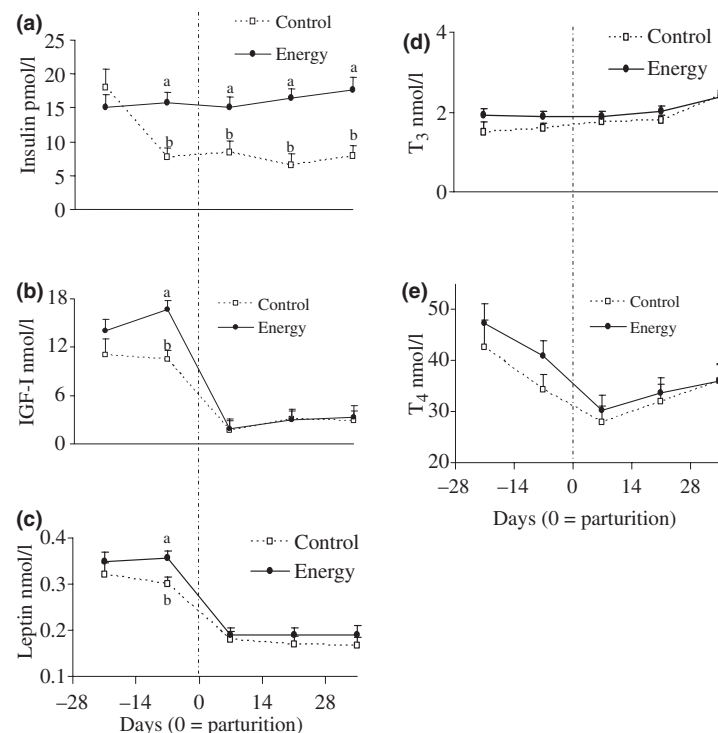 (a)
Control
Energy
Insulin pmol/l
25
20
15
10
5
0
a
a
a
a
b
b
b
b
(b)
Control
Energy
IGF-I nmol/l
18
12
6
0
a
b
(c)
Control
Energy
Leptin nmol/l
0.4
0.3
0.2
0.1
a
b
−28 −14 0 14 28
Days (0 = parturition)
(d)
Control
Energy
T3 nmol/l
4
2
0
(e)
Control
Energy
T4 nmol/l
50
40
30
20
−28 −14 0 14 28
Days (0 = parturition)